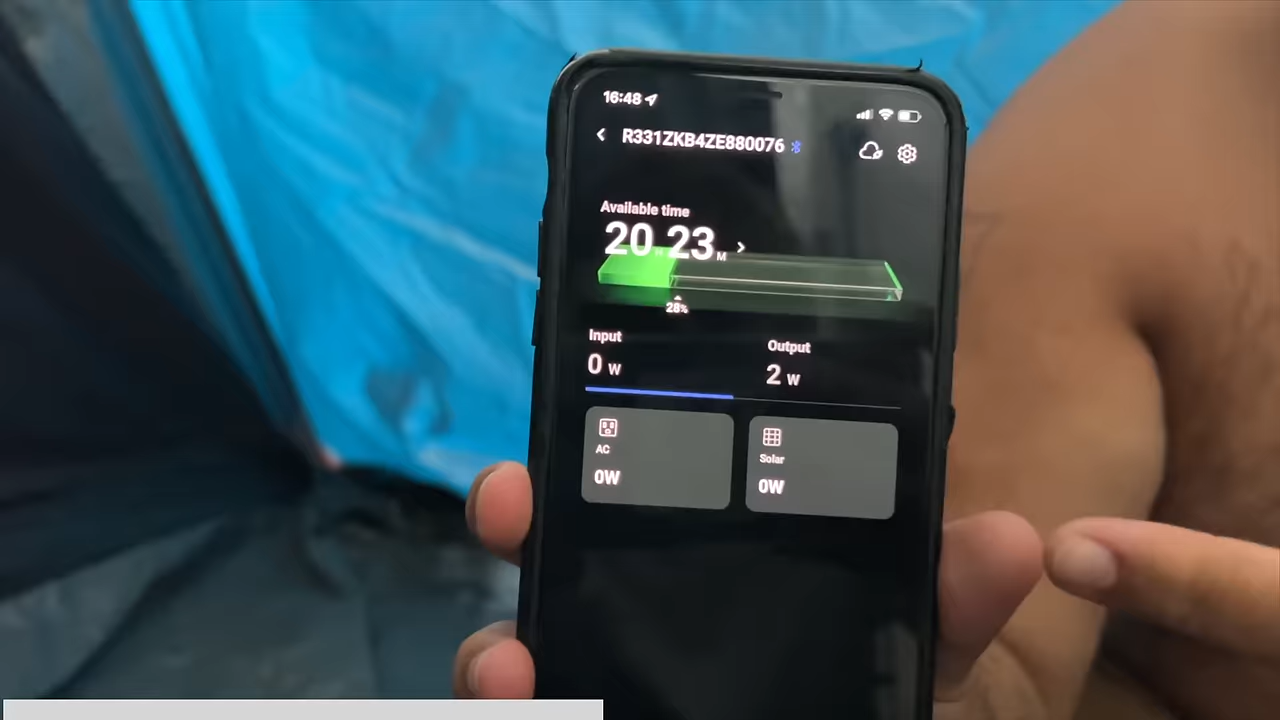 16:48
R331ZKB4ZE880076
Available time
20 H 23 M
28%
Input
0 W
Output
2 W
AC
0W
Solar
0W